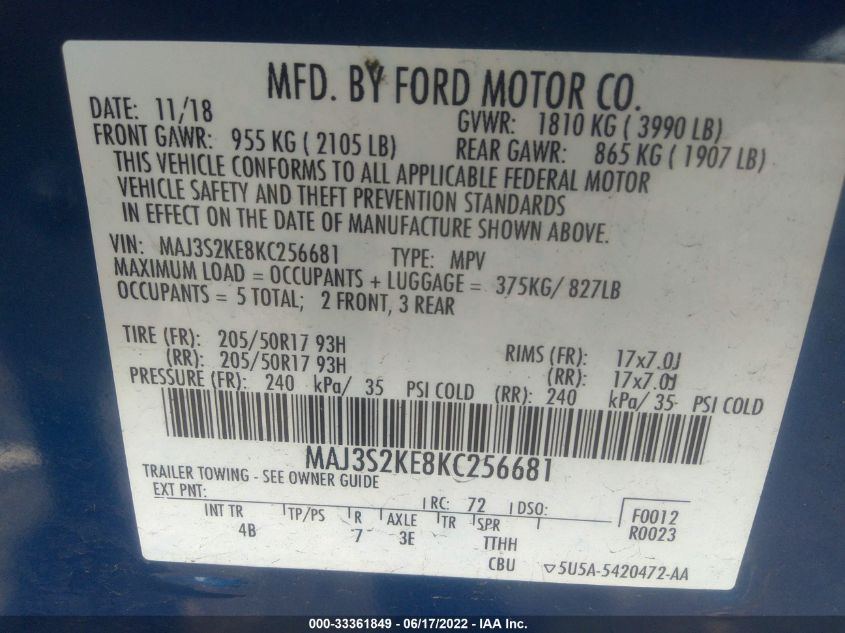 MFD. BY FORD MOTOR CO.
DATE: 11/18 GVWR: 1810 KG ( 3990 LB)
FRONT GAWR: 955 KG ( 2105 LB) REAR GAWR: 865 KG ( 1907 LB)
THIS VEHICLE CONFORMS TO ALL APPLICABLE FEDERAL MOTOR
VEHICLE SAFETY AND THEFT PREVENTION STANDARDS
IN EFFECT ON THE DATE OF MANUFACTURE SHOWN ABOVE.
VIN: MAJ3S2KE8KC256681 TYPE: MPV
MAXIMUM LOAD = OCCUPANTS + LUGGAGE = 375KG/ 827LB
OCCUPANTS = 5 TOTAL; 2 FRONT, 3 REAR
TIRE (FR): 205/50R17 93H RIMS (FR): 17x7.0J
(RR): 205/50R17 93H (RR): 17x7.0J
PRESSURE (FR): 240 kPa/ 35 PSI COLD (RR): 240 kPa/ 35 PSI COLD
MAJ3S2KE8KC256681
TRAILER TOWING - SEE OWNER GUIDE
EXT PNT: RC: 72 DSO: F0012
INT TR TP/PS R AXLE TR SPR R0023
4B 7 3E TTHH
CBU ▽5U5A-5420472-AA
000-33361849 - 06/17/2022 - IAA Inc.